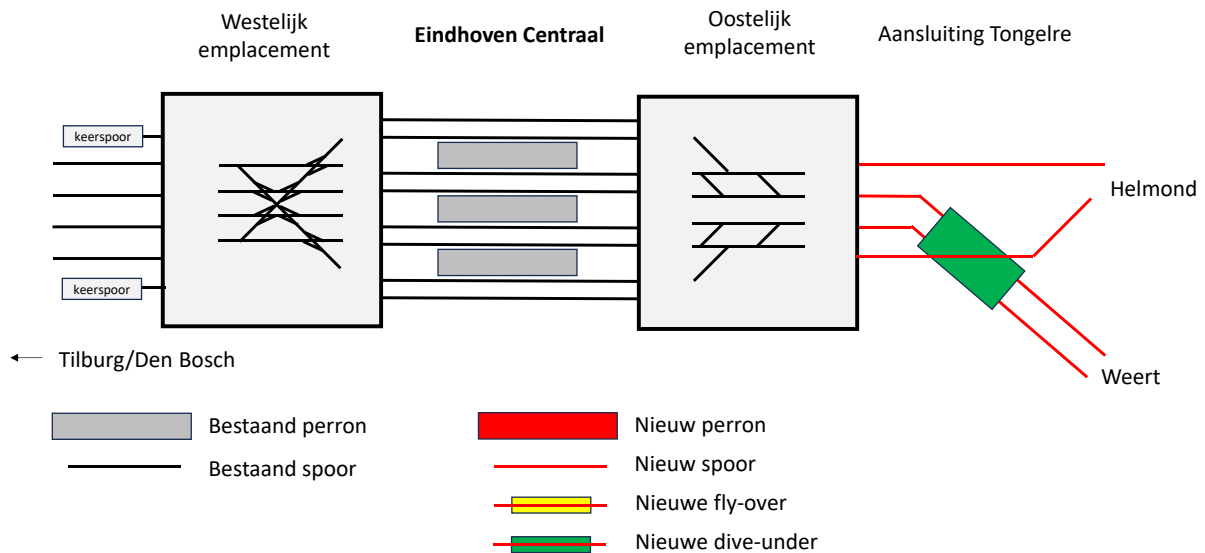 Westelijk
emplacement
Eindhoven Centraal
Oostelijk
emplacement
Aansluiting Tongelre
keerspoor
Helmond
keerspoor
Tilburg/Den Bosch
Weert
Bestaand perron
Nieuw perron
Bestaand spoor
Nieuw spoor
Nieuwe fly-over
Nieuwe dive-under